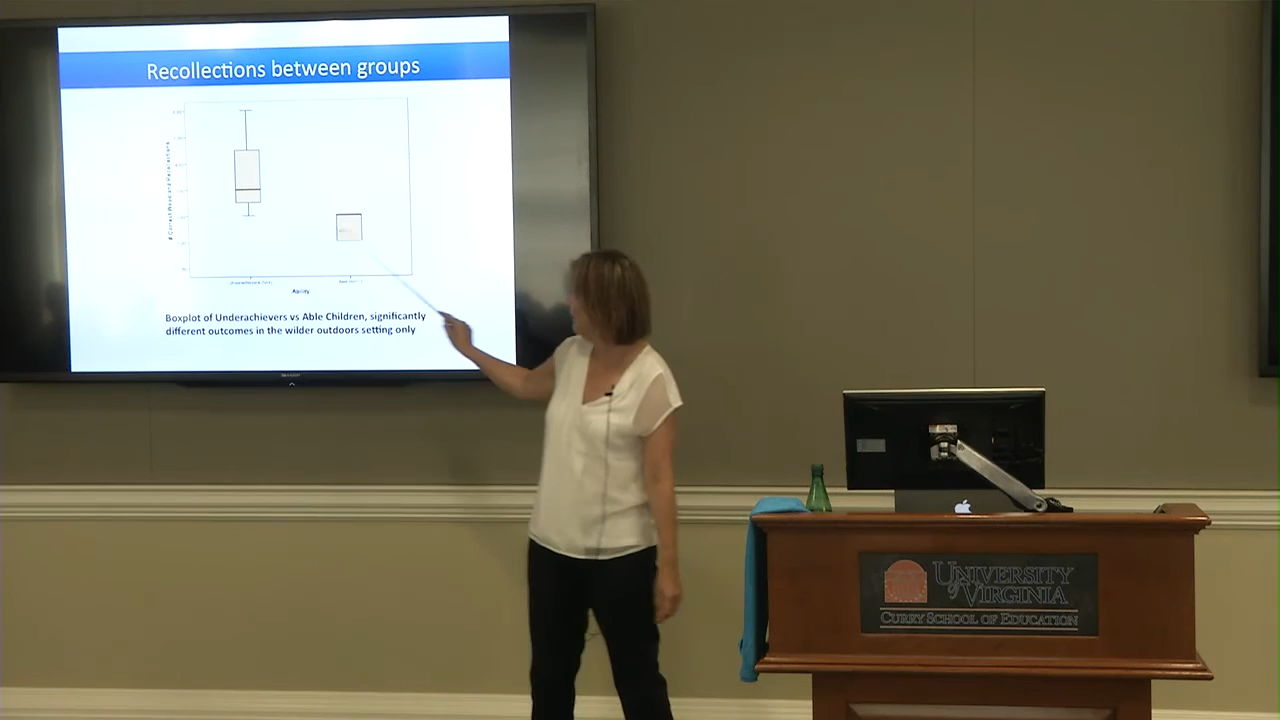 Recollections between groups
Ability
Boxplot of Underachievers vs Able Children, significantly
different outcomes in the wilder outdoors setting only
SHARP
UNIVERSITY
of VIRGINIA
CURRY SCHOOL OF EDUCATION